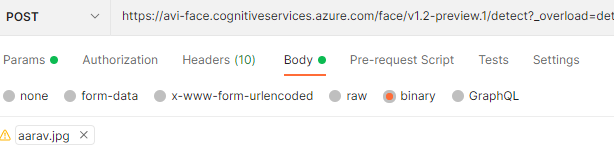 POST https://avi-face.cognitiveservices.azure.com/face/v1.2-preview.1/detect?_overload=det
Params Authorization Headers (10) Body Pre-request Script Tests Settings
none form-data x-www-form-urlencoded raw binary GraphQL
aarav.jpg